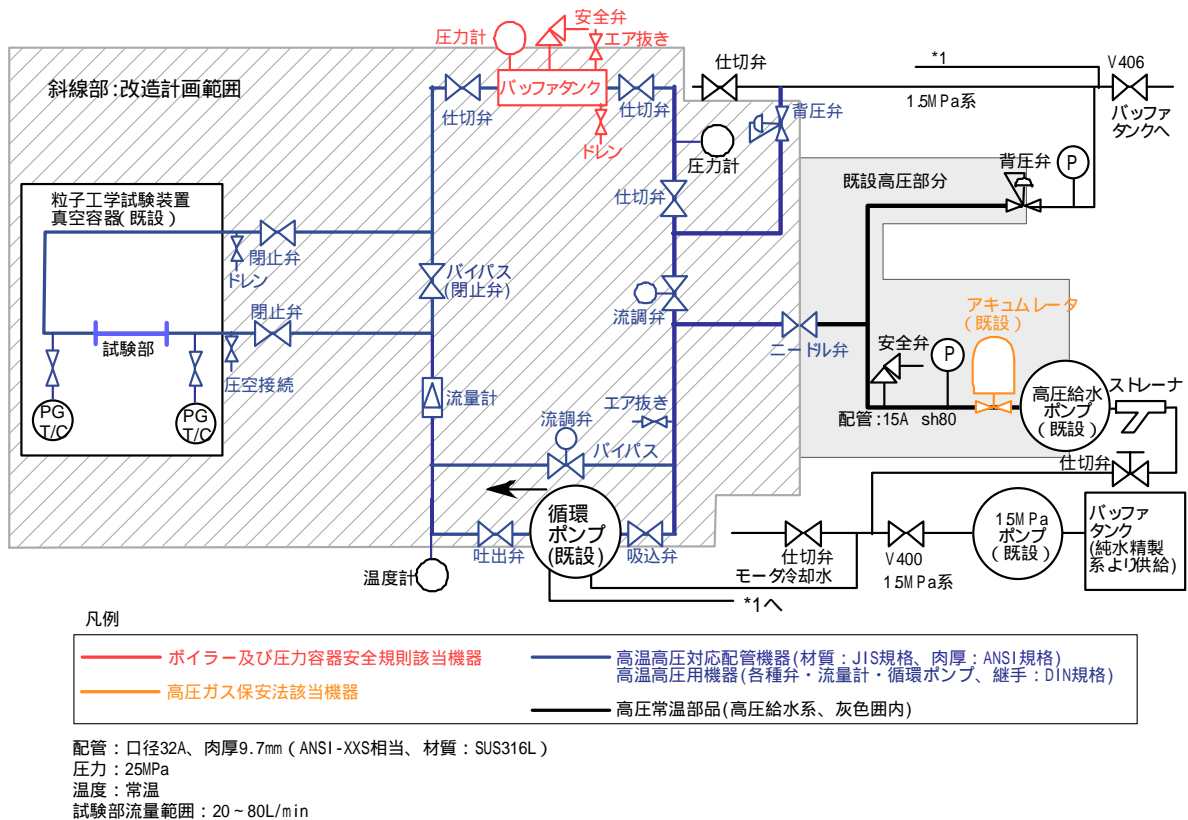 圧力計
安全弁
エア抜き
バッファタンク
仕切弁
仕切弁
ドレン
斜線部:改造計画範囲
仕切弁
*1
V406
1.5MPa系
バッファ
タンクへ
背圧弁
圧力計
仕切弁
既設高圧部分
背圧弁
P
粒子工学試験装置
真空容器(既設)
閉止弁
ドレン
バイパス
(閉止弁)
流調弁
閉止弁
試験部
圧空接続
PG
T/C
PG
T/C
ニードル弁
アキュムレータ
(既設)
安全弁
P
配管:15A sh80
高圧給水
ポンプ
(既設)
ストレーナ
流量計
流調弁
エア抜き
バイパス
仕切弁
循環
ポンプ
(既設)
吐出弁
吸込弁
温度計
仕切弁
モータ冷却水
*1へ
V400
1.5MPa系
1.5MPa
ポンプ
(既設)
バッファ
タンク
(純水精製
系より供給)
凡例
ボイラー及び圧力容器安全規則該当機器
高圧ガス保安法該当機器
高温高圧対応配管機器(材質：JIS規格、肉厚：ANSI規格)
高温高圧用機器(各種弁・流量計・循環ポンプ、継手：DIN規格)
高圧常温部品(高圧給水系、灰色囲内)
配管：口径32A、肉厚9.7mm（ANSI-XXS相当、材質：SUS316L）
圧力：25MPa
温度：常温
試験部流量範囲：20～80L/min